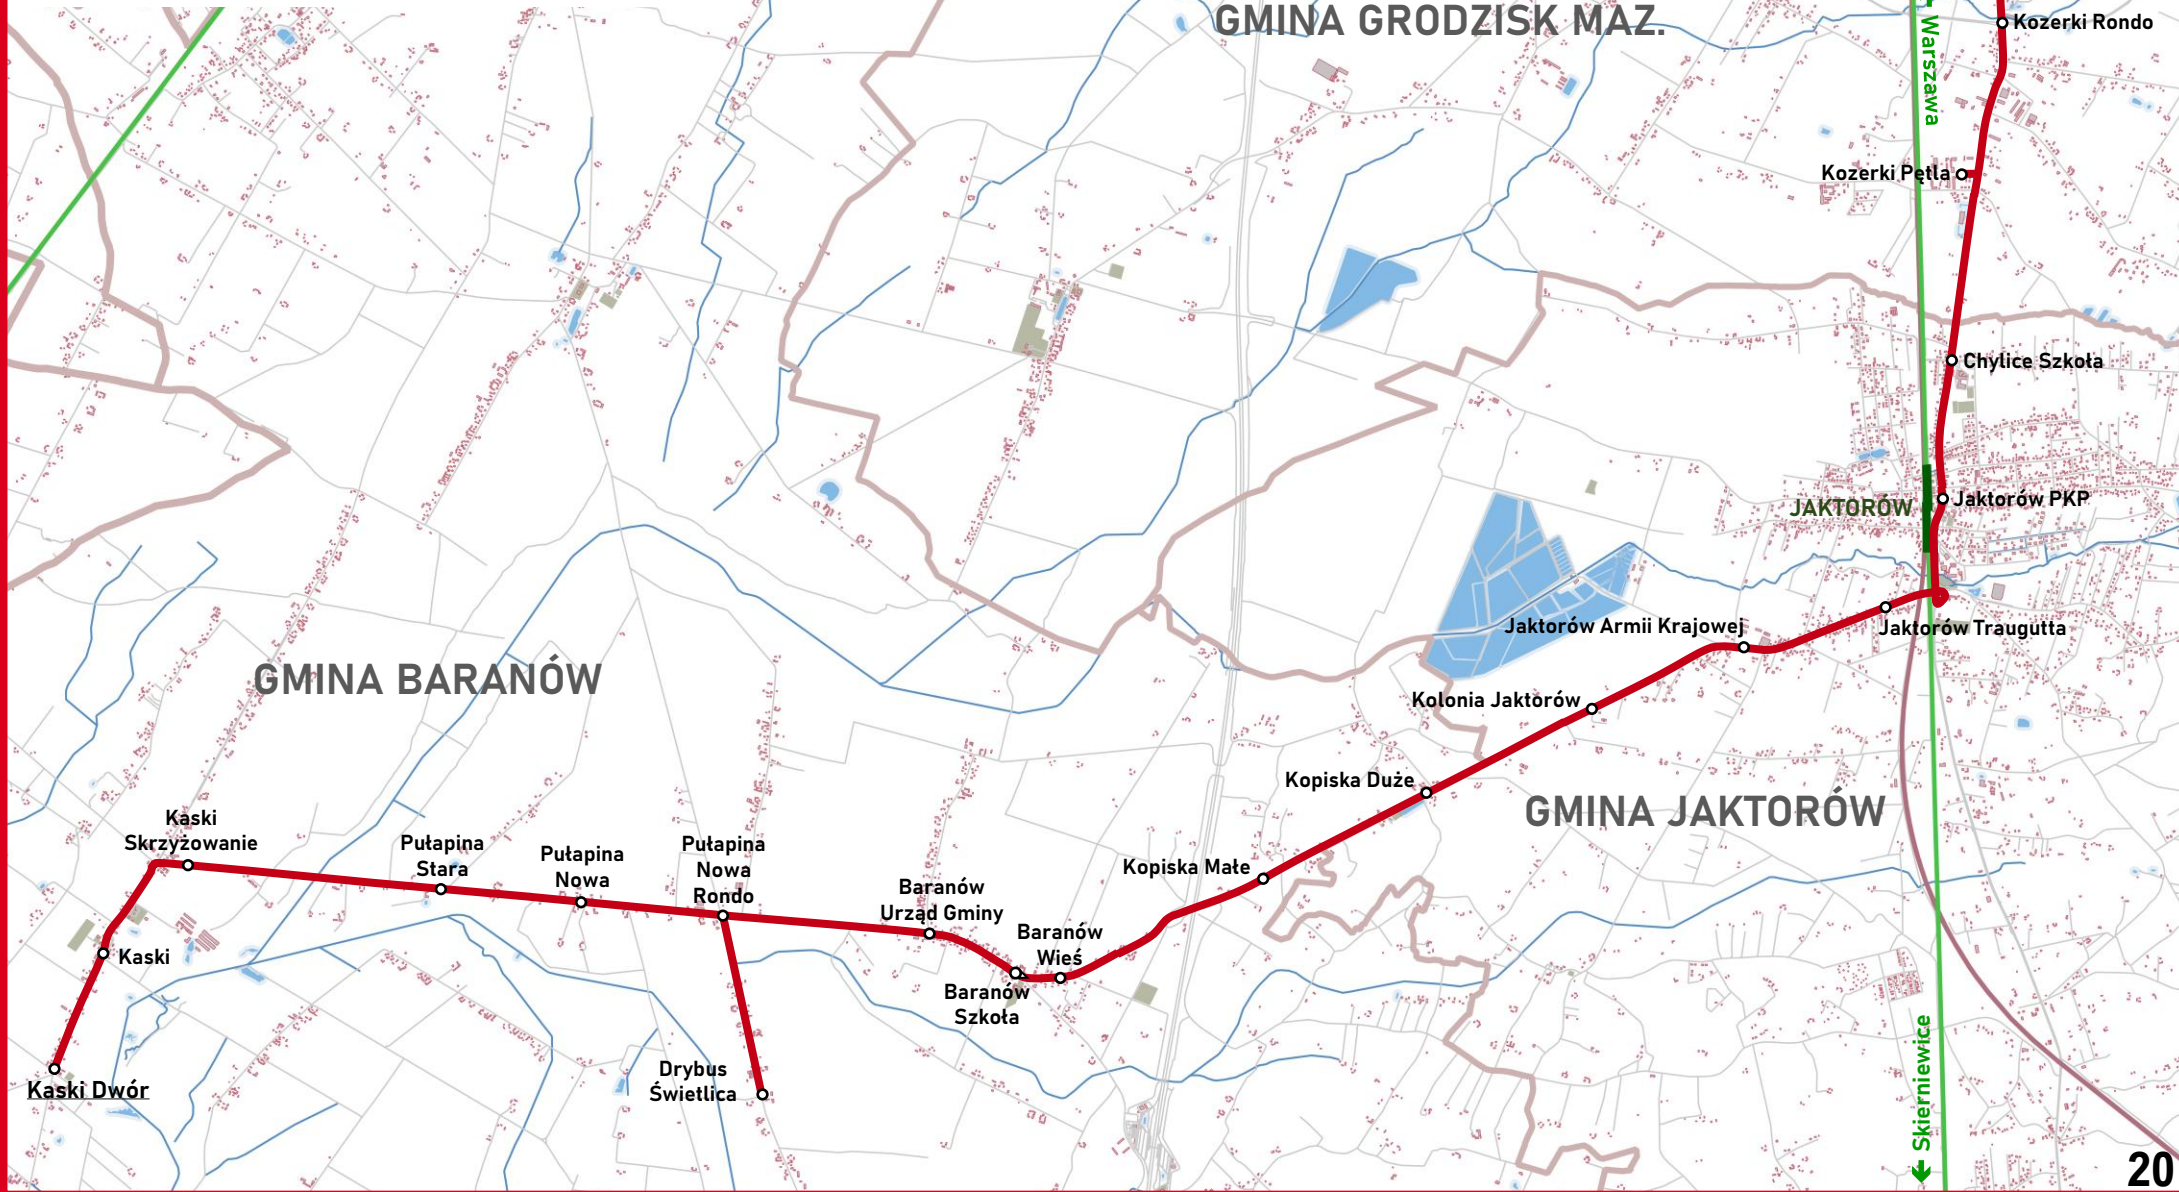 GMINA GRODZISK MAZ.
Warszawa
Kozerki Rondo
Kozerki Pętla
Chylice Szkoła
JAKTORÓW
Jaktorów PKP
Jaktorów Armii Krajowej
Jaktorów Traugutta
GMINA BARANÓW
Kolonia Jaktorów
Kopiska Duże
GMINA JAKTORÓW
Kaski
Skrzyżowanie
Pułapina
Stara
Pułapina
Nowa
Pułapina
Nowa
Rondo
Kopiska Małe
Baranów
Urząd Gminy
Baranów
Wieś
Kaski
Baranów
Szkoła
Drybus
Świetlica
Kaski Dwór
← Skierniewice
20